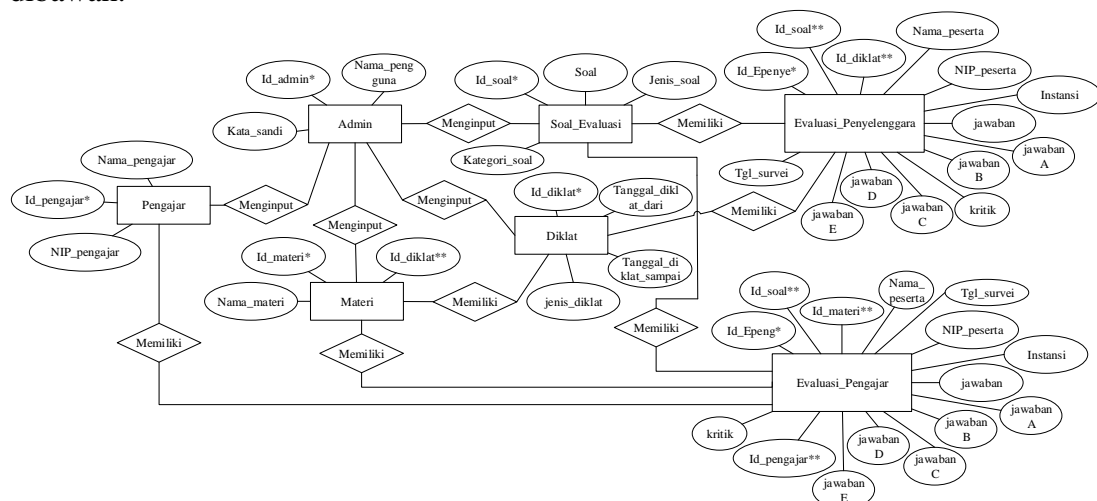 Id_soal**
Nama_peserta
Id_diklat**
Id_Epenye*
NIP_peserta
Instansi
jawaban
jawaban
A
jawaban
B
kritik
jawaban
C
jawaban
D
jawaban
E
Tgl_survei
Evaluasi_Penyelenggara
Memiliki
Soal
Id_soal*
Jenis_soal
Soal_Evaluasi
Kategori_soal
Menginput
Nama_peng
guna
Id_admin*
Admin
Kata_sandi
Nama_pengajar
Id_pengajar*
Pengajar
NIP_pengajar
Menginput
Menginput
Menginput
Id_diklat*
Tanggal_dikl
at_dari
Diklat
Tanggal_di
klat_sampai
jenis_diklat
Memiliki
Id_materi*
Id_diklat**
Nama_materi
Materi
Memiliki
Memiliki
Memiliki
Memiliki
Id_soal**
Nama_
peserta
Tgl_survei
Id_materi**
Id_Epeng*
NIP_peserta
Instansi
Evaluasi_Pengajar
jawaban
jawaban
A
jawaban
B
jawaban
C
jawaban
D
jawaban
E
Id_pengajar**
kritik